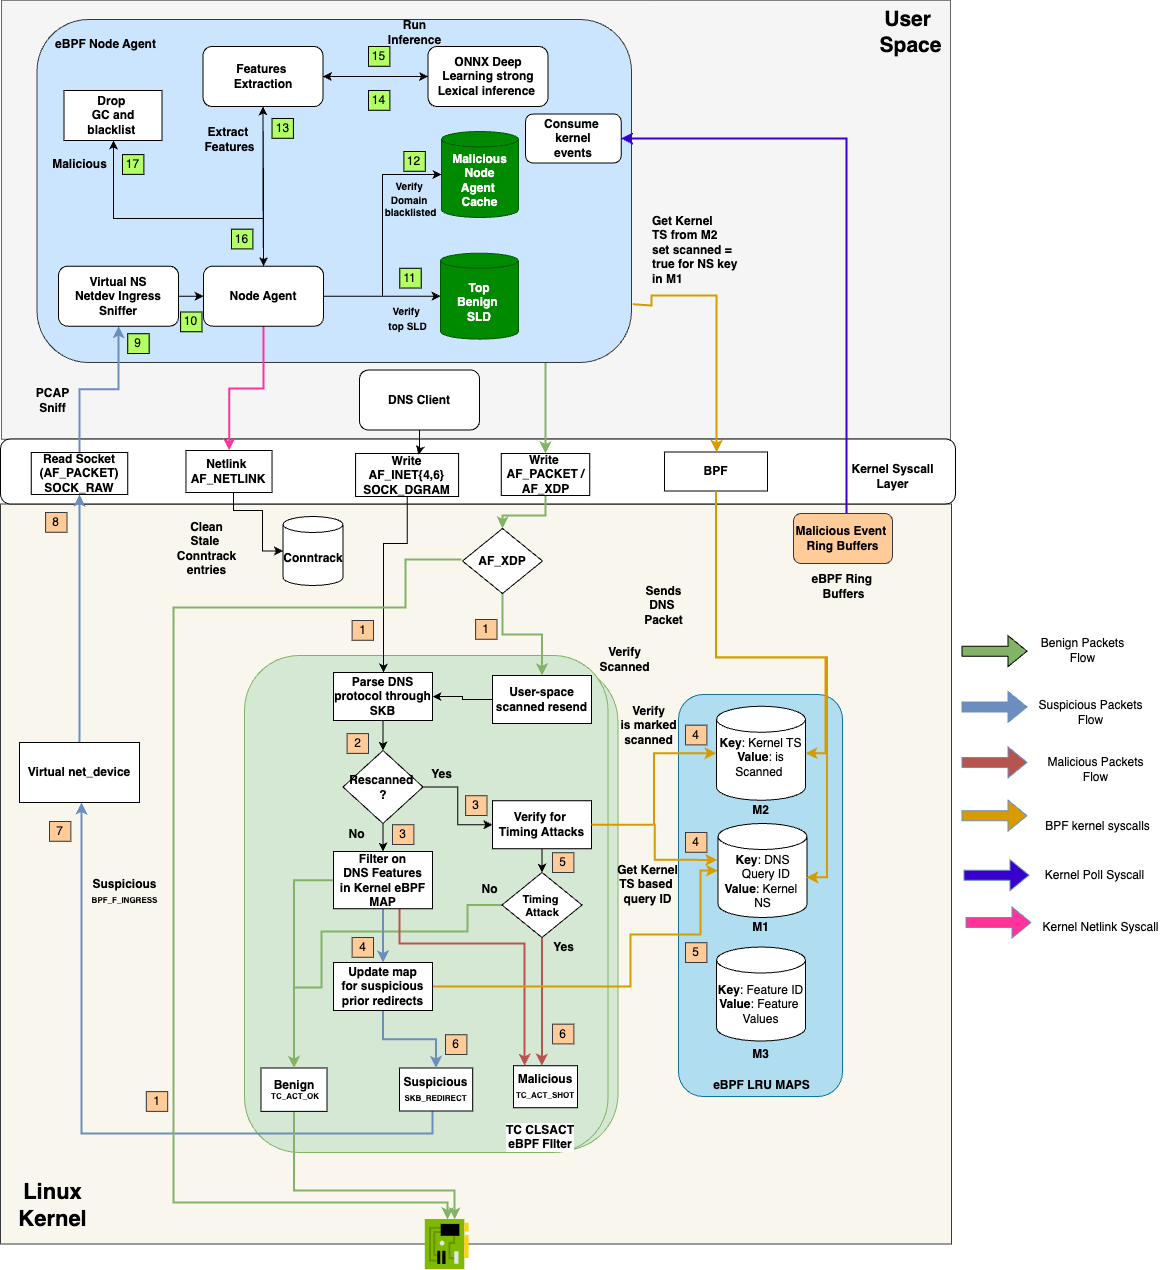 User
Space
eBPF Node Agent
Run
Inference
15
Features
Extraction
ONNX Deep
Learning strong
Lexical inference
14
Drop
GC and
blacklist
Extract
Features
13
Consume
kernel
events
Malicious
17
12
Malicious
Node
Agent
Cache
Verify
Domain
blacklisted
Get Kernel
TS from M2
set scanned =
true for NS key
in M1
16
Virtual NS
Netdev Ingress
Sniffer
Node Agent
11
Top
Benign
SLD
10
Verify
top SLD
9
PCAP
Sniff
DNS Client
Read Socket
(AF_PACKET)
SOCK_RAW
Netlink
AF_NETLINK
Write
AF_INET{4,6}
SOCK_DGRAM
Write
AF_PACKET /
AF_XDP
BPF
Kernel Syscall
Layer
8
Clean
Stale
Conntrack
entries
Conntrack
AF_XDP
Malicious Event
Ring Buffers
eBPF Ring
Buffers
Sends
DNS
Packet
1
1
Verify
Scanned
Parse DNS
protocol through
SKB
User-space
scanned resend
Verify
is marked
scanned
2
4
Key: Kernel TS
Value: is
Scanned
M2
Virtual net_device
Rescanned
?
Yes
3
Verify for
Timing Attacks
7
No
3
4
Filter on
DNS Features
in Kernel eBPF
MAP
5
Get Kernel
TS based
query ID
Key: DNS
Query ID
Value: Kernel
NS
M1
Suspicious
BPF_F_INGRESS
No
Timing
Attack
Yes
4
5
Update map
for suspicious
prior redirects
Key: Feature ID
Value: Feature
Values
M3
6
6
Benign
TC_ACT_OK
Suspicious
SKB_REDIRECT
Malicious
TC_ACT_SHOT
eBPF LRU MAPS
1
TC CLSACT
eBPF FIlter
Linux
Kernel
Benign Packets
Flow
Suspicious Packets
Flow
Malicious Packets
Flow
BPF kernel syscalls
Kernel Poll Syscall
Kernel Netlink Syscall